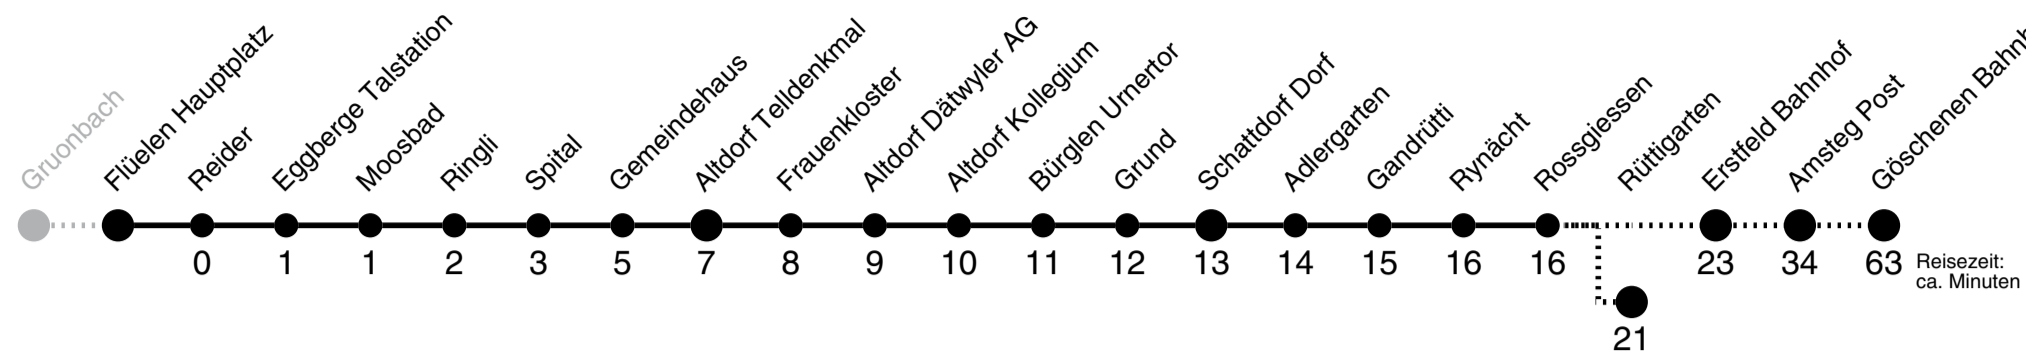 Gruonbach
Flüelen Hauptplatz
Reider
Eggberge Talstation
Moosbad
Ringli
Spital
Gemeindehaus
Altdorf Telldenkmal
Frauenkloster
Altdorf Dätwyler AG
Altdorf Kollegium
Bürglen Urnertor
Grund
Schattdorf Dorf
Adlergarten
Gandrütti
Rynächt
Rossgiessen
Rüttigarten
Erstfeld Bahnhof
Amsteg Post
Göschenen
0 1 1 2 3 5 7 8 9 10 11 12 13 14 15 16 16 23 34 63
Reisezeit:
ca. Minuten
21